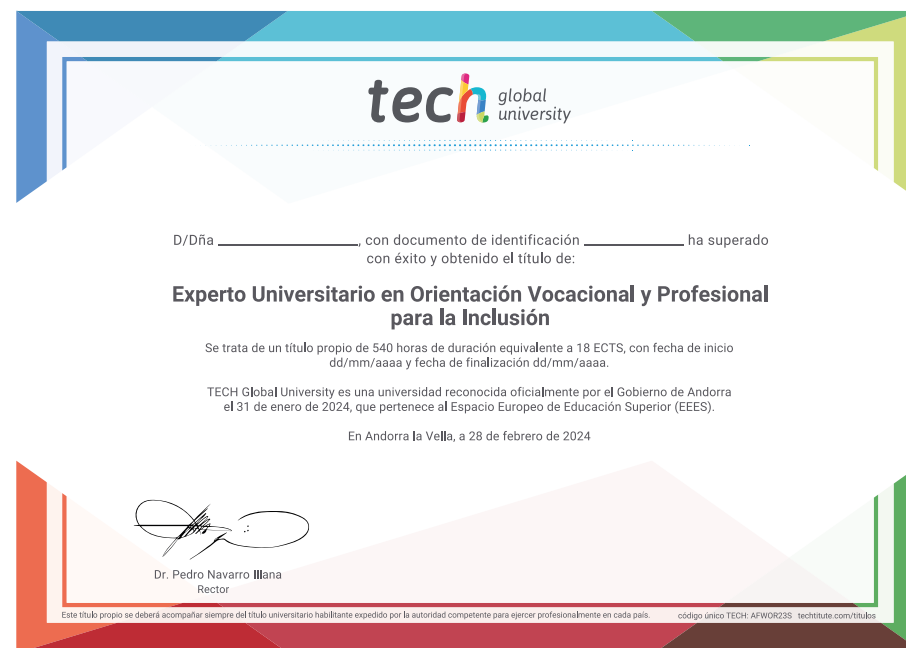 tech global university
D/Dña ____________________, con documento de identificación ______________ ha superado
con éxito y obtenido el título de:
Experto Universitario en Orientación Vocacional y Profesional
para la Inclusión
Se trata de un título propio de 540 horas de duración equivalente a 18 ECTS, con fecha de inicio
dd/mm/aaaa y fecha de finalización dd/mm/aaaa.
TECH Global University es una universidad reconocida oficialmente por el Gobierno de Andorra
el 31 de enero de 2024, que pertenece al Espacio Europeo de Educación Superior (EEES).
En Andorra la Vella, a 28 de febrero de 2024
Dr. Pedro Navarro Illana
Rector
Este título propio se deberá acompañar siempre del título universitario habilitante expedido por la autoridad competente para ejercer profesionalmente en cada país.
código único TECH: AFWOR23S techtitute.com/titulos